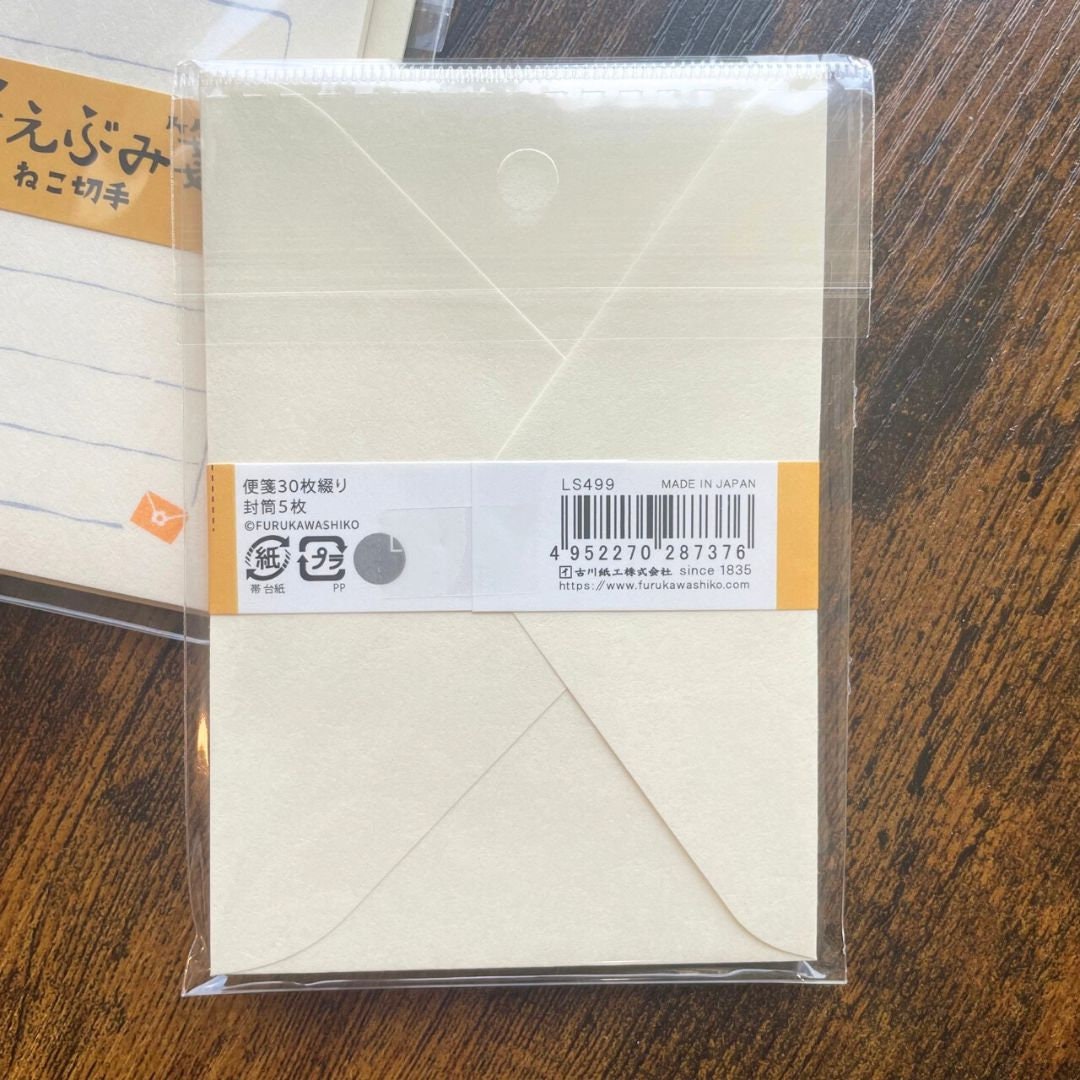 えぶみ箋
ねこ切手
便箋30枚綴り
封筒5枚
©FURUKAWASHIKO
紙
プラ
帯 台紙
PP
LS499
MADE IN JAPAN
4 952270 287376
古川紙工株式会社 since 1835
https://www.furukawashiko.com